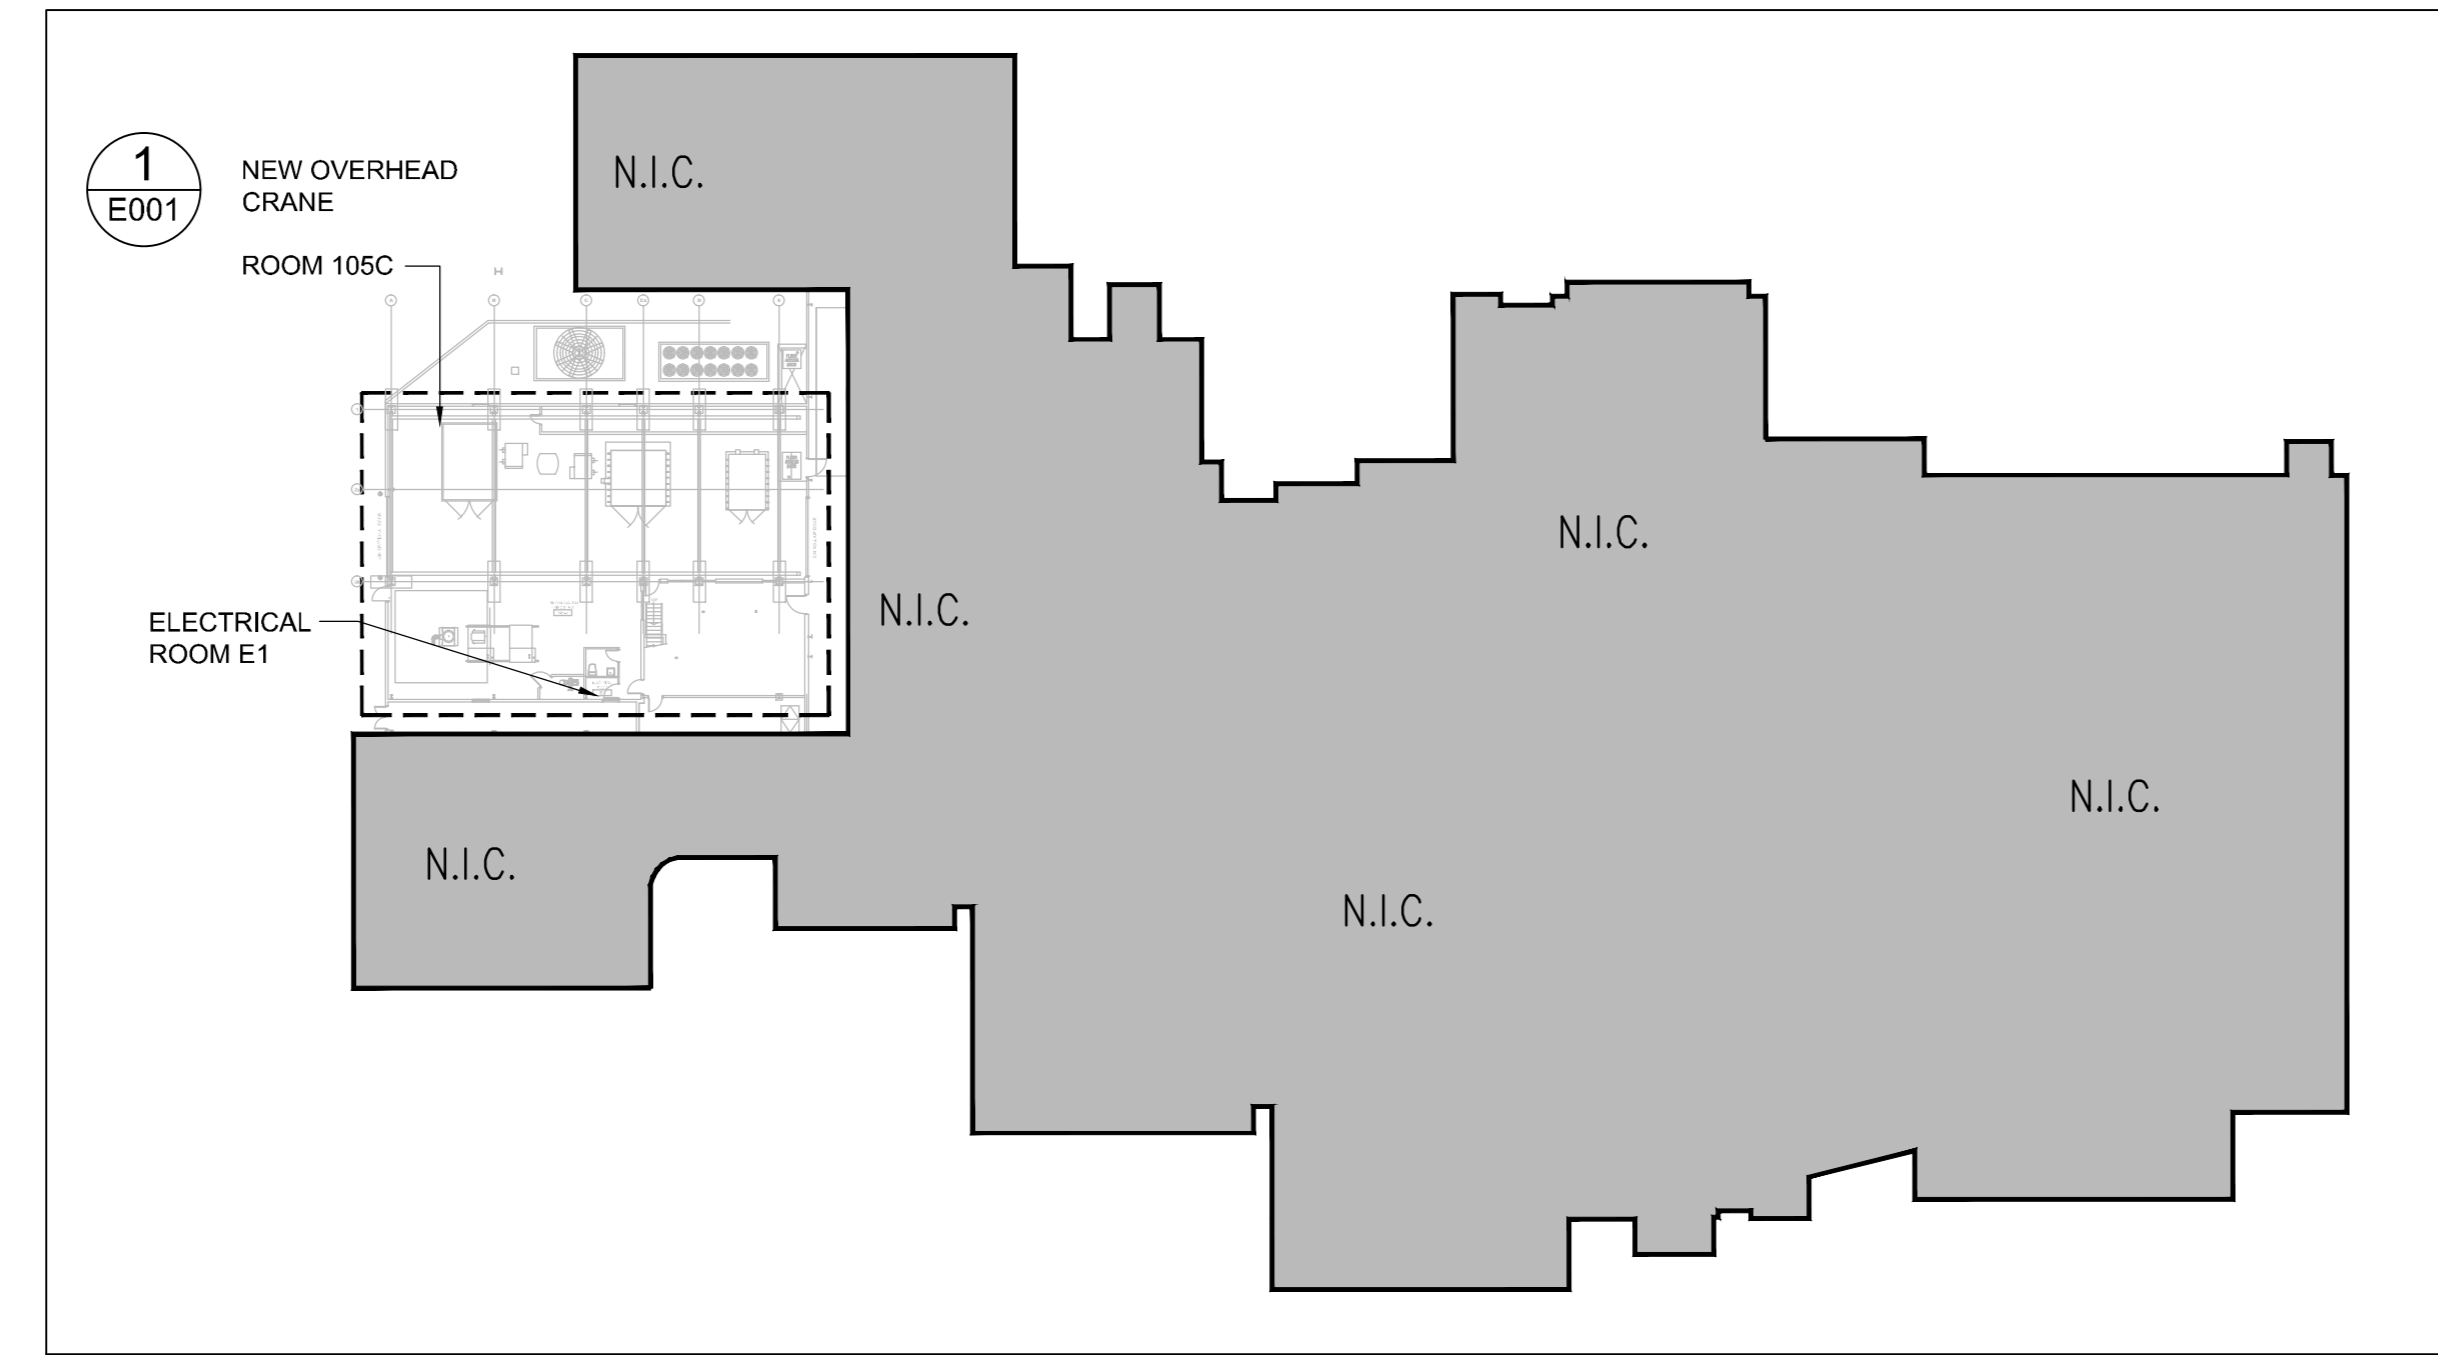 1
E001
NEW OVERHEAD
CRANE
ROOM 105C
N.I.C.
N.I.C.
N.I.C.
ELECTRICAL
ROOM E1
N.I.C.
N.I.C.
N.I.C.